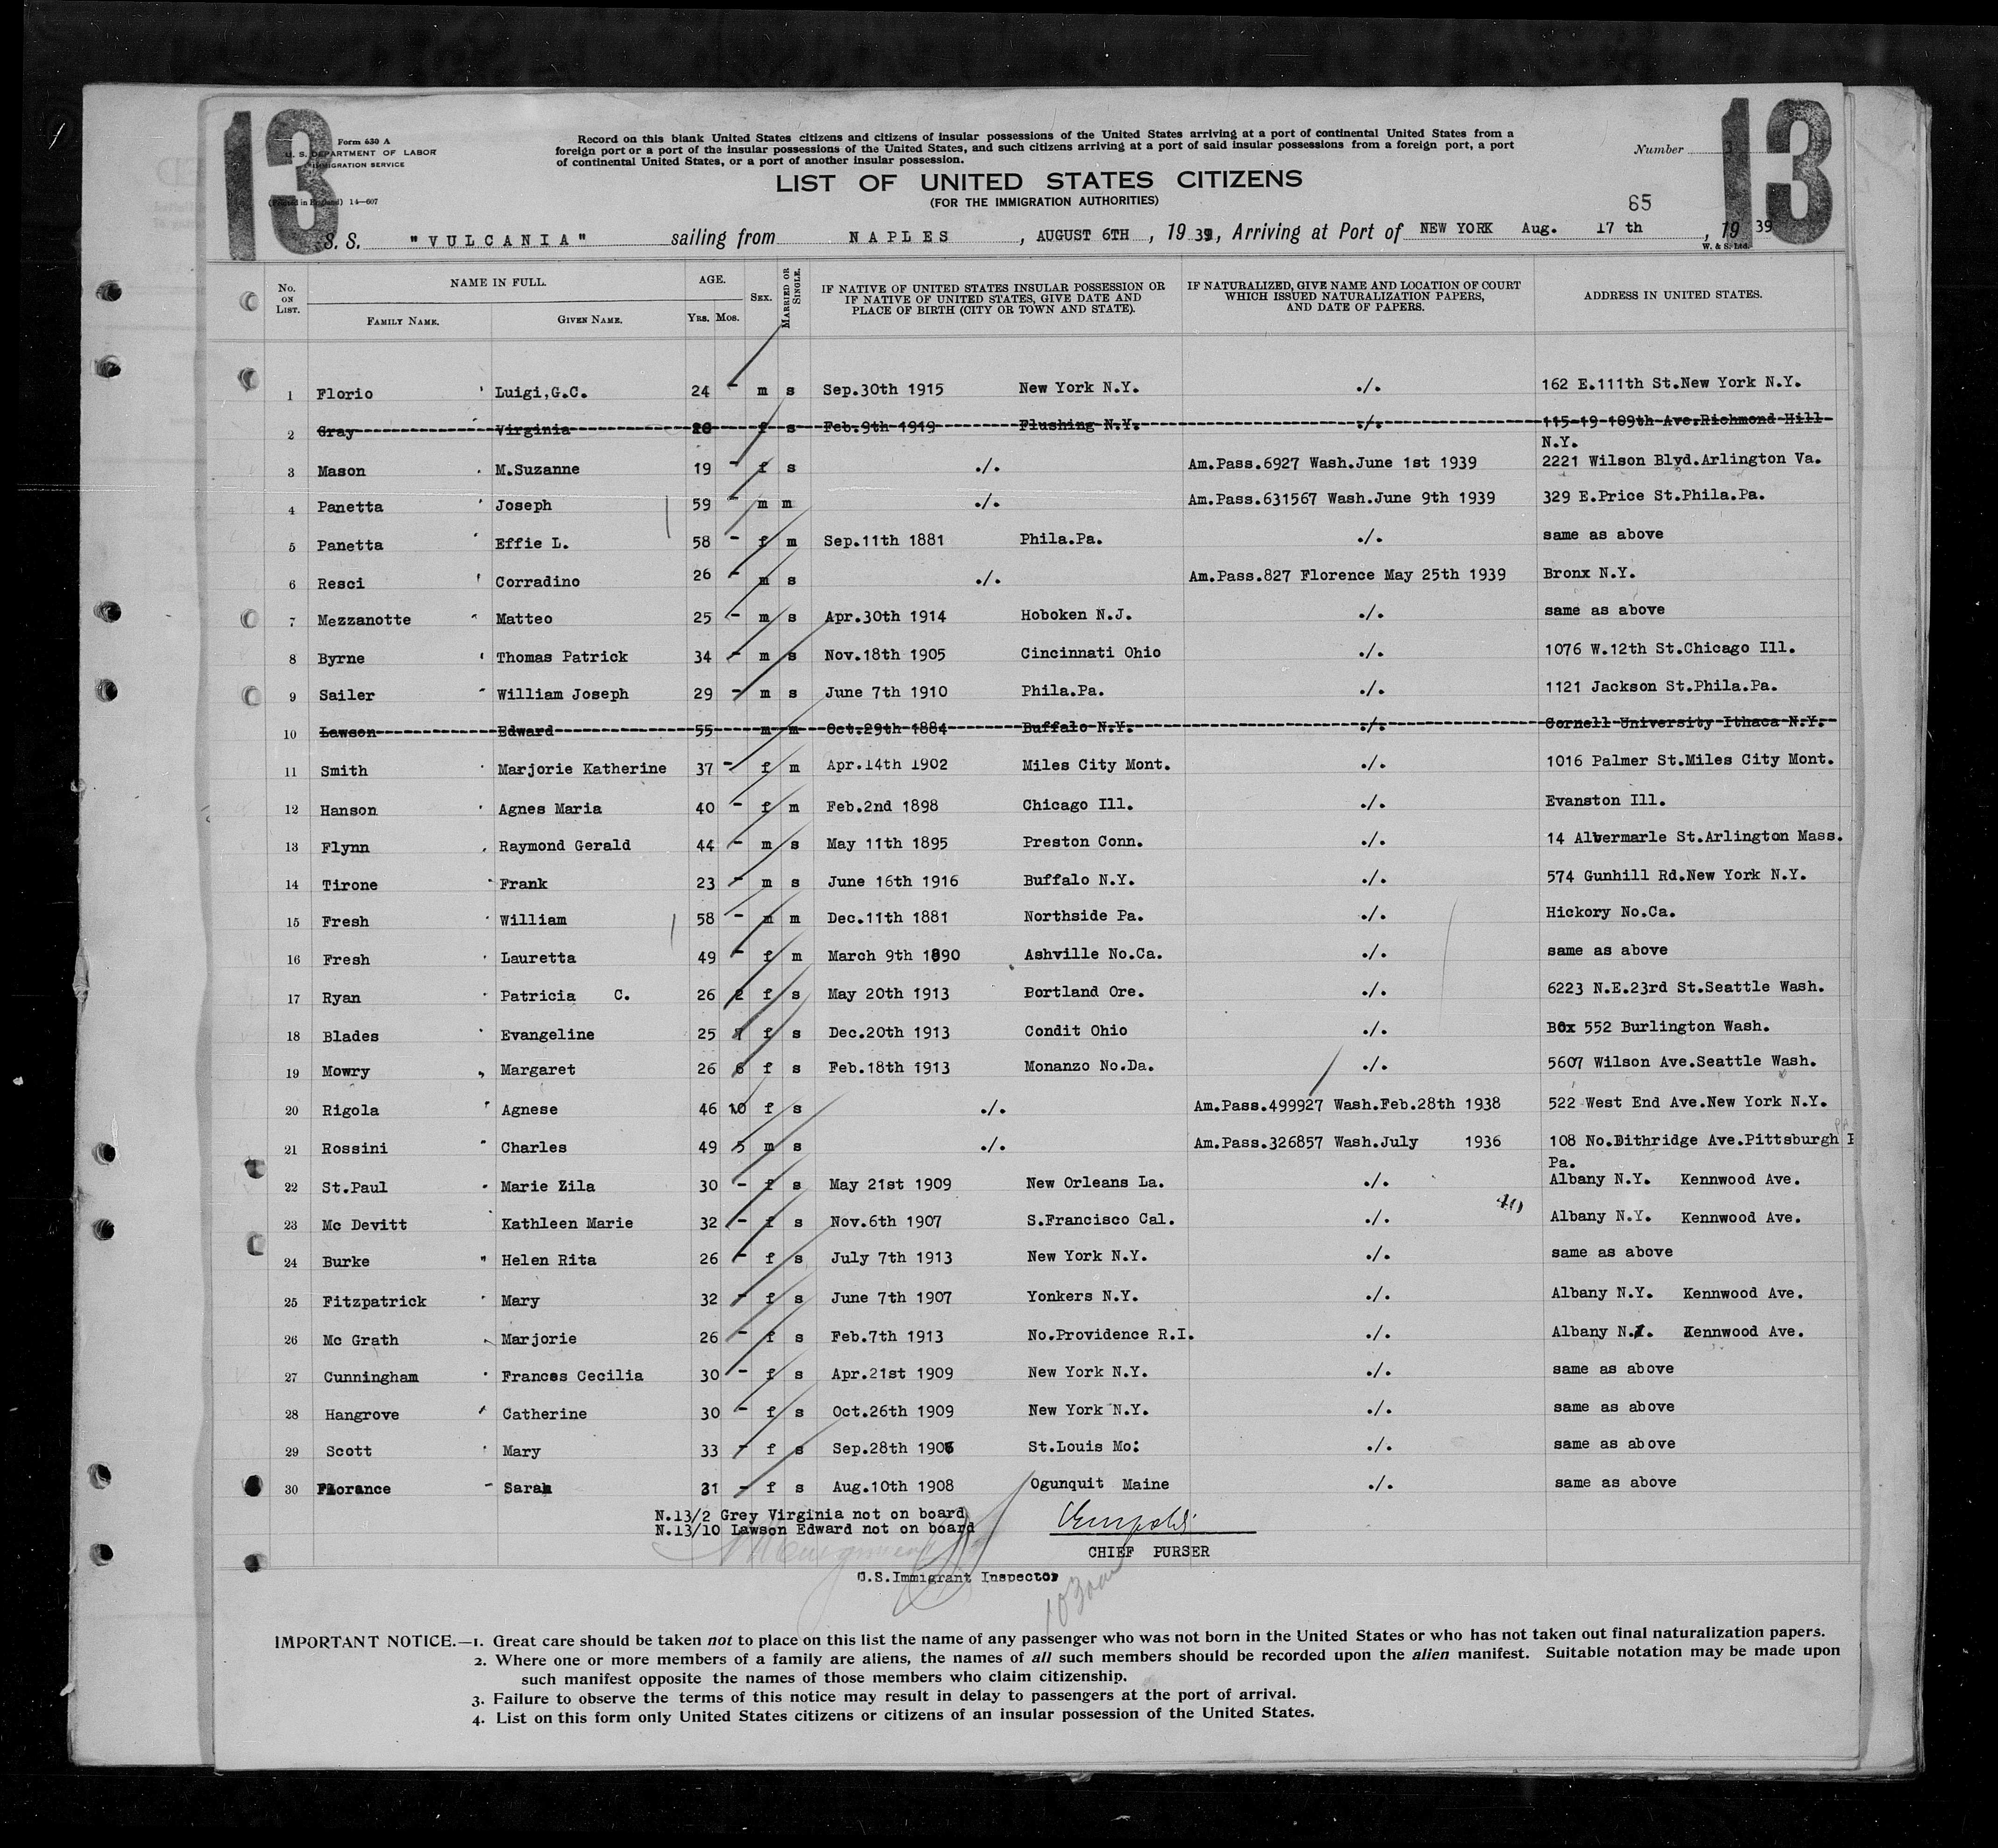 13
13
Form 630 A
U. S. DEPARTMENT OF LABOR
IMMIGRATION SERVICE
(Printed in England) 14—607
Record on this blank United States citizens and citizens of insular possessions of the United States arriving at a port of continental United States from a
foreign port or a port of the insular possessions of the United States, and such citizens arriving at a port of said insular possessions from a foreign port, a port
of continental United States, or a port of another insular possession.
Number 3
LIST OF UNITED STATES CITIZENS
(FOR THE IMMIGRATION AUTHORITIES)
85
S. S. "VULCANIA" sailing from NAPLES, AUGUST 6TH, 1939, Arriving at Port of NEW YORK Aug. 17 th, 1939
W. & S. Ltd.
No. ON LIST. NAME IN FULL. AGE. SEX. MARRIED OR SINGLE. IF NATIVE OF UNITED STATES INSULAR POSSESSION OR IF NATIVE OF UNITED STATES, GIVE DATE AND PLACE OF BIRTH (CITY OR TOWN AND STATE). IF NATURALIZED, GIVE NAME AND LOCATION OF COURT WHICH ISSUED NATURALIZATION PAPERS, AND DATE OF PAPERS. ADDRESS IN UNITED STATES.
FAMILY NAME. GIVEN NAME. YRS. MOS.
1 Florio Luigi,G.C. 24 - m s Sep.30th 1915 New York N.Y. ./. 162 E.111th St.New York N.Y.
2 Gray Virginia 20 f s Feb.9th 1919 Flushing N.Y. ./. 115-19-109th Ave.Richmond Hill
N.Y.
3 Mason M.Suzanne 19 - f s ./. Am.Pass.6927 Wash.June 1st 1939 2221 Wilson Blyd.Arlington Va.
4 Panetta Joseph 59 - m m ./. Am.Pass.631567 Wash.June 9th 1939 329 E.Price St.Phila.Pa.
5 Panetta Effie L. 58 - f m Sep.11th 1881 Phila.Pa. ./. same as above
6 Resci Corradino 26 - m s ./. Am.Pass.827 Florence May 25th 1939 Bronx N.Y.
7 Mezzanotte Matteo 25 - m s Apr.30th 1914 Hoboken N.J. ./. same as above
8 Byrne Thomas Patrick 34 - m s Nov.18th 1905 Cincinnati Ohio ./. 1076 W.12th St.Chicago Ill.
9 Sailer William Joseph 29 - m s June 7th 1910 Phila.Pa. ./. 1121 Jackson St.Phila.Pa.
10 Lawson Edward 55 m m Oct.29th 1884 Buffalo N.Y. ./. Cornell University Ithaca N.Y.
11 Smith Marjorie Katherine 37 - f m Apr.14th 1902 Miles City Mont. ./. 1016 Palmer St.Miles City Mont.
12 Hanson Agnes Maria 40 - f m Feb.2nd 1898 Chicago Ill. ./. Evanston Ill.
13 Flynn Raymond Gerald 44 - m s May 11th 1895 Preston Conn. ./. 14 Alvermarle St.Arlington Mass.
14 Tirone Frank 23 - m s June 16th 1916 Buffalo N.Y. ./. 574 Gunhill Rd.New York N.Y.
15 Fresh William 58 - m m Dec.11th 1881 Northside Pa. ./. Hickory No.Ca.
16 Fresh Lauretta 49 - f m March 9th 1890 Ashville No.Ca. ./. same as above
17 Ryan Patricia C. 26 2 f s May 20th 1913 Portland Ore. ./. 6223 N.E.23rd St.Seattle Wash.
18 Blades Evangeline 25 7 f s Dec.20th 1913 Condit Ohio ./. BOx 552 Burlington Wash.
19 Mowry Margaret 26 6 f s Feb.18th 1913 Monanzo No.Da. ./. 5607 Wilson Ave.Seattle Wash.
20 Rigola Agnese 46 10 f s ./. Am.Pass.499927 Wash.Feb.28th 1938 522 West End Ave.New York N.Y.
21 Rossini Charles 49 5 m s ./. Am.Pass.326857 Wash.July 1936 108 No.Dithridge Ave.Pittsburgh
Pa.
22 St.Paul Marie Zila 30 - f s May 21st 1909 New Orleans La. ./. Albany N.Y. Kennwood Ave.
23 Mc Devitt Kathleen Marie 32 - f s Nov.6th 1907 S.Francisco Cal. ./. Albany N.Y. Kennwood Ave.
24 Burke Helen Rita 26 - f s July 7th 1913 New York N.Y. ./. same as above
25 Fitzpatrick Mary 32 - f s June 7th 1907 Yonkers N.Y. ./. Albany N.Y. Kennwood Ave.
26 Mc Grath Marjorie 26 - f s Feb.7th 1913 No.Providence R.I. ./. Albany N.Y. Kennwood Ave.
27 Cunningham Frances Cecilia 30 - f s Apr.21st 1909 New York N.Y. ./. same as above
28 Hangrove Catherine 30 - f s Oct.26th 1909 New York N.Y. ./. same as above
29 Scott Mary 33 - f s Sep.28th 1906 St.Louis Mo: ./. same as above
30 Florance Sarah 31 - f s Aug.10th 1908 Ogunquit Maine ./. same as above
N.13/2 Grey Virginia not on board
N.13/10 Lawson Edward not on board
CHIEF PURSER
U.S.Immigrant Inspector
IMPORTANT NOTICE.—1. Great care should be taken not to place on this list the name of any passenger who was not born in the United States or who has not taken out final naturalization papers.
2. Where one or more members of a family are aliens, the names of all such members should be recorded upon the alien manifest. Suitable notation may be made upon
such manifest opposite the names of those members who claim citizenship.
3. Failure to observe the terms of this notice may result in delay to passengers at the port of arrival.
4. List on this form only United States citizens or citizens of an insular possession of the United States.